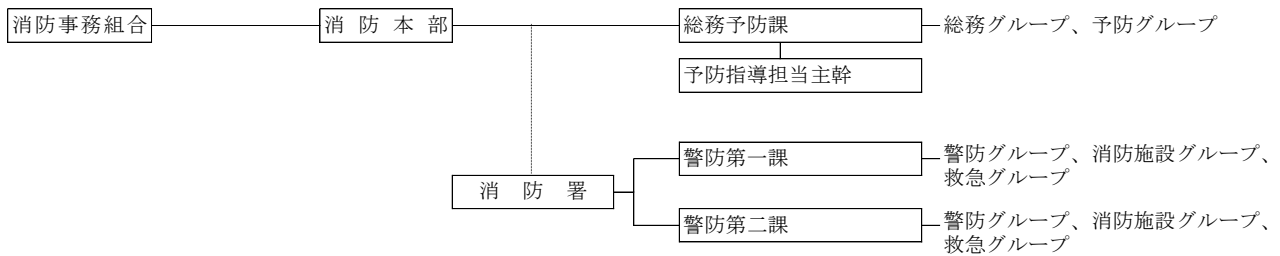 消防事務組合
消防本部
総務予防課
総務グループ、予防グループ
予防指導担当主幹
警防第一課
警防グループ、消防施設グループ、
救急グループ
消防署
警防第二課
警防グループ、消防施設グループ、
救急グループ